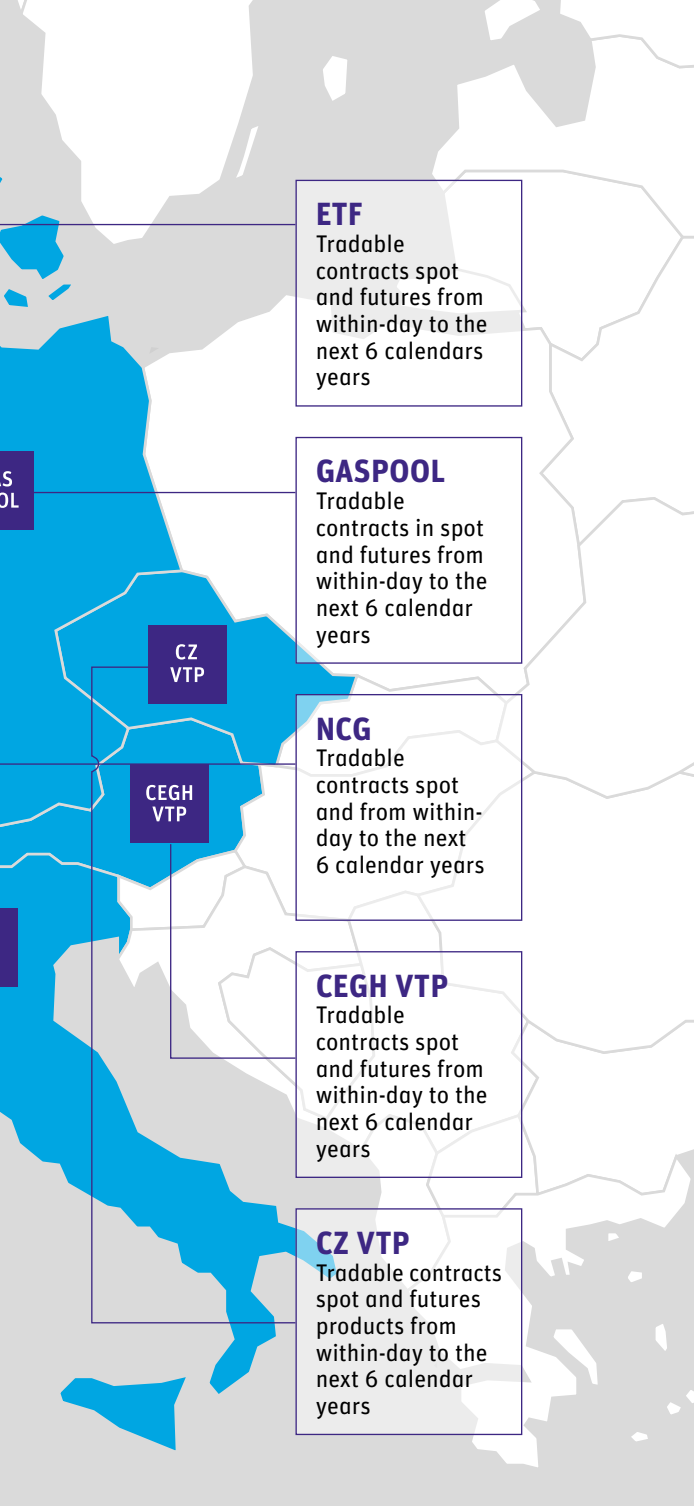 ETF
Tradable
contracts spot
and futures from
within-day to the
next 6 calendars
years
GASPOOL
Tradable
contracts in spot
and futures from
within-day to the
next 6 calendar
years
CZ
VTP
NCG
Tradable
contracts spot
and from within-
day to the next
6 calendar years
CEGH
VTP
CEGH VTP
Tradable
contracts spot
and futures from
within-day to the
next 6 calendar
years
CZ VTP
Tradable contracts
spot and futures
products from
within-day to the
next 6 calendar
years